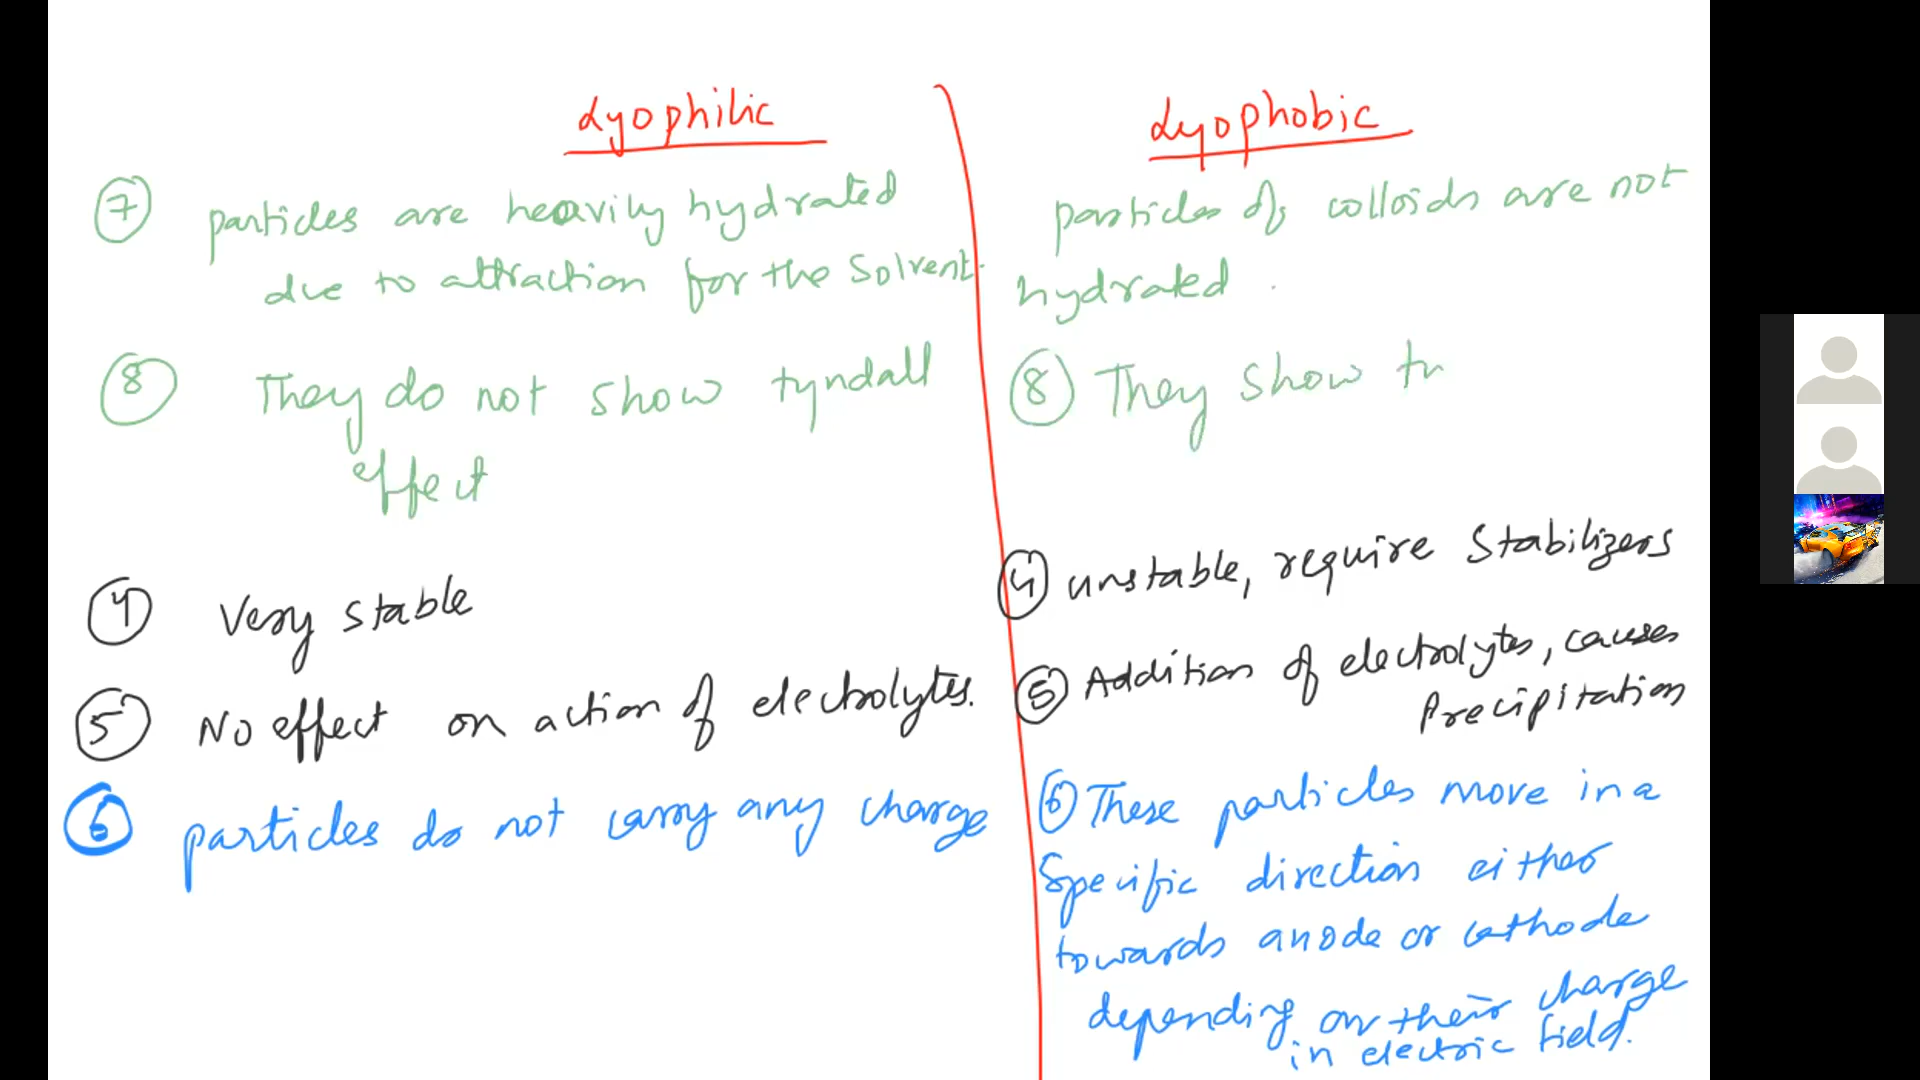 Lyophilic
Lyophobic
7 particles are heavily hydrated
due to attraction for the Solvent.
particles of colloids are not
hydrated.
8 They do not show tyndall
effect
8 They show
4 Very stable
4 unstable, require Stabilizers
5 No effect on action of electrolytes.
5 Addition of electrolytes, causes
Precipitation
6 particles do not carry any charge
6 These particles move in a
Specific direction either
towards anode or cathode
depending on their charge
in electric field.